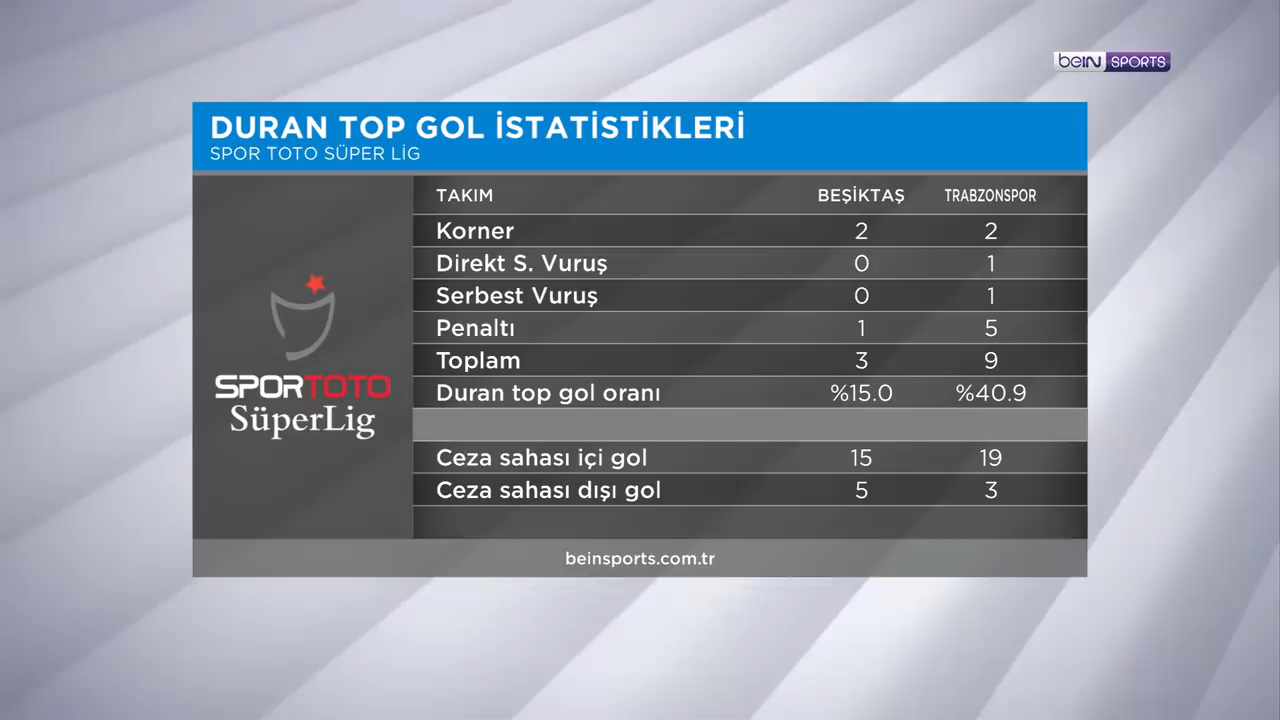 beIN SPORTS
DURAN TOP GOL İSTATİSTİKLERİ
SPOR TOTO SÜPER LİG
TAKIM BEŞİKTAŞ TRABZONSPOR
Korner 2 2
Direkt S. Vuruş 0 1
Serbest Vuruş 0 1
Penaltı 1 5
Toplam 3 9
Duran top gol oranı %15.0 %40.9
Ceza sahası içi gol 15 19
Ceza sahası dışı gol 5 3
SPORTOTO
SüperLig
beinsports.com.tr